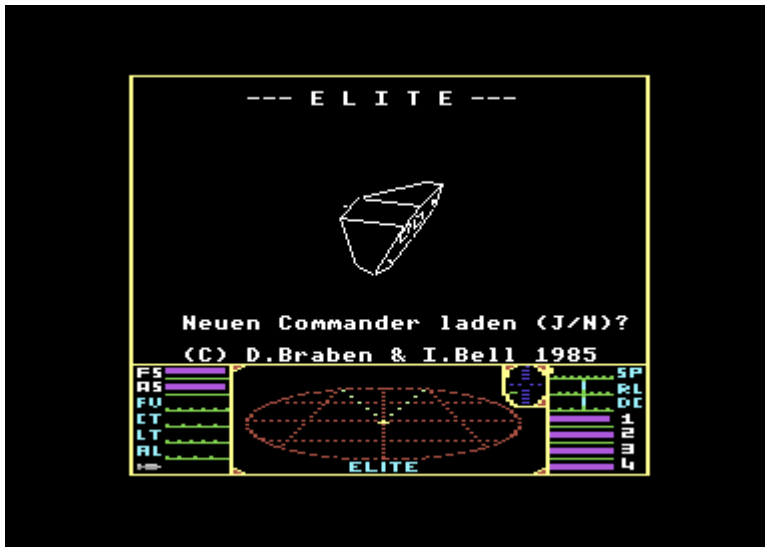 --- E L I T E ---
Neuen Commander laden (J/N)?
(C) D.Braben & I.Bell 1985
FS
AS
FV
CT
LT
AL
ELITE
SP
RL
DC
1
2
3
4